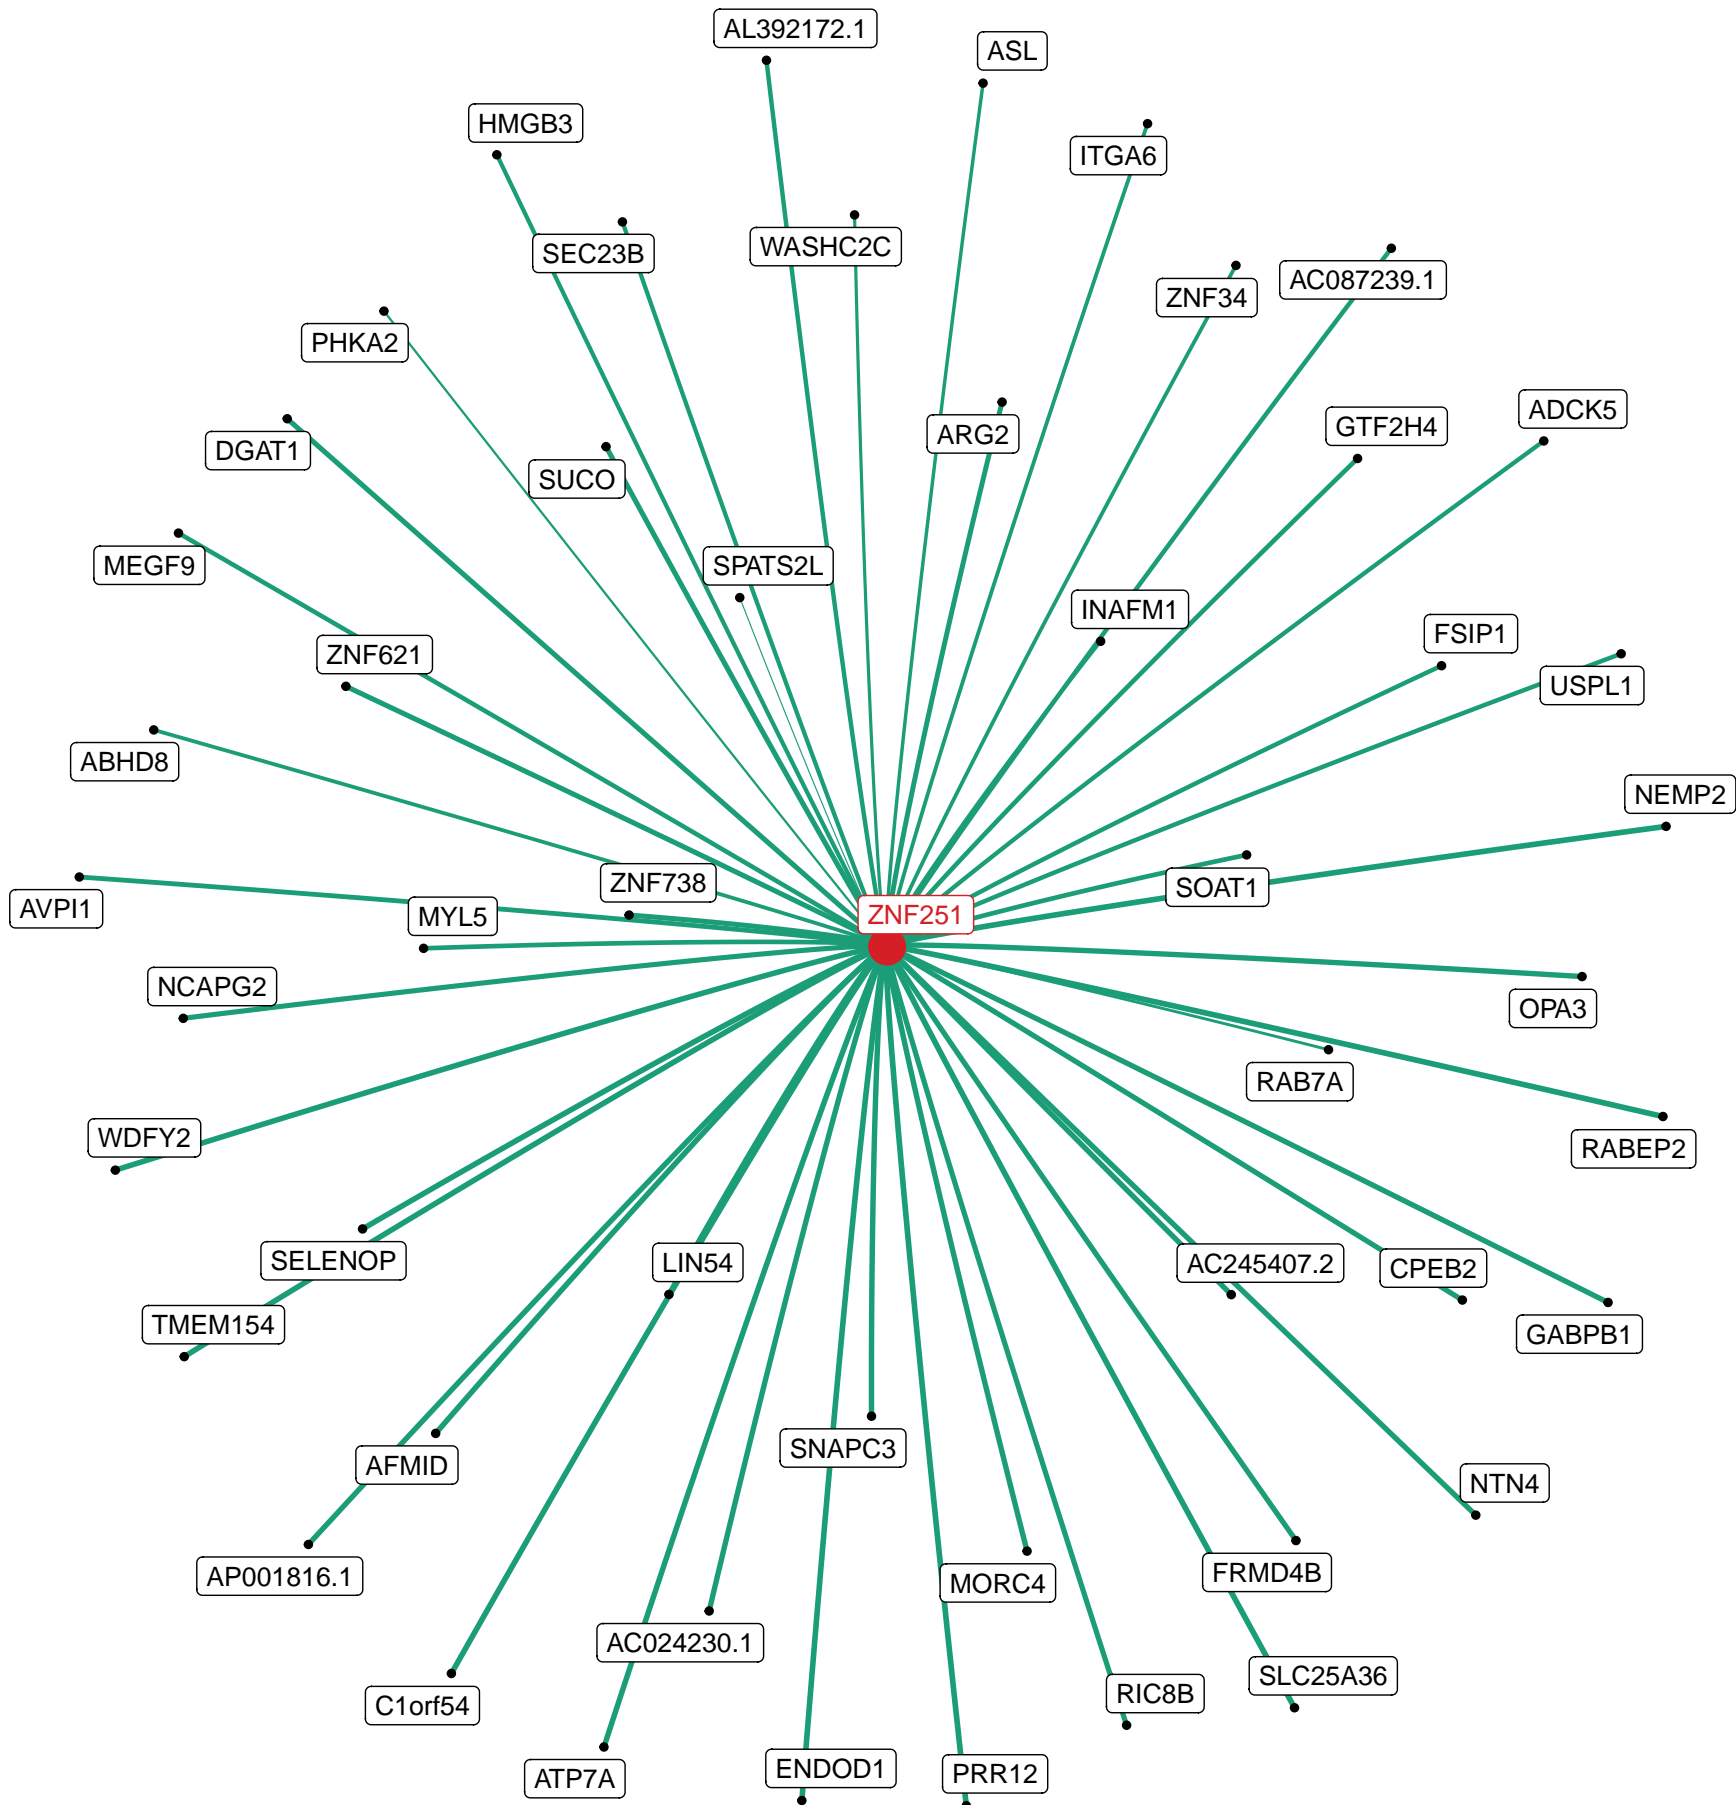 AL392172.1
ASL
HMGB3
ITGA6
SEC23B
WASHC2C
AC087239.1
ZNF34
PHKA2
ADCK5
GTF2H4
ARG2
DGAT1
SUCO
MEGF9
SPATS2L
INAFM1
FSIP1
ZNF621
USPL1
ABHD8
NEMP2
ZNF738
SOAT1
AVPI1
MYL5
ZNF251
NCAPG2
OPA3
RAB7A
WDFY2
RABEP2
SELENOP
LIN54
AC245407.2
CPEB2
TMEM154
GABPB1
SNAPC3
AFMID
NTN4
AP001816.1
MORC4
FRMD4B
AC024230.1
SLC25A36
C1orf54
RIC8B
ENDOD1
PRR12
ATP7A